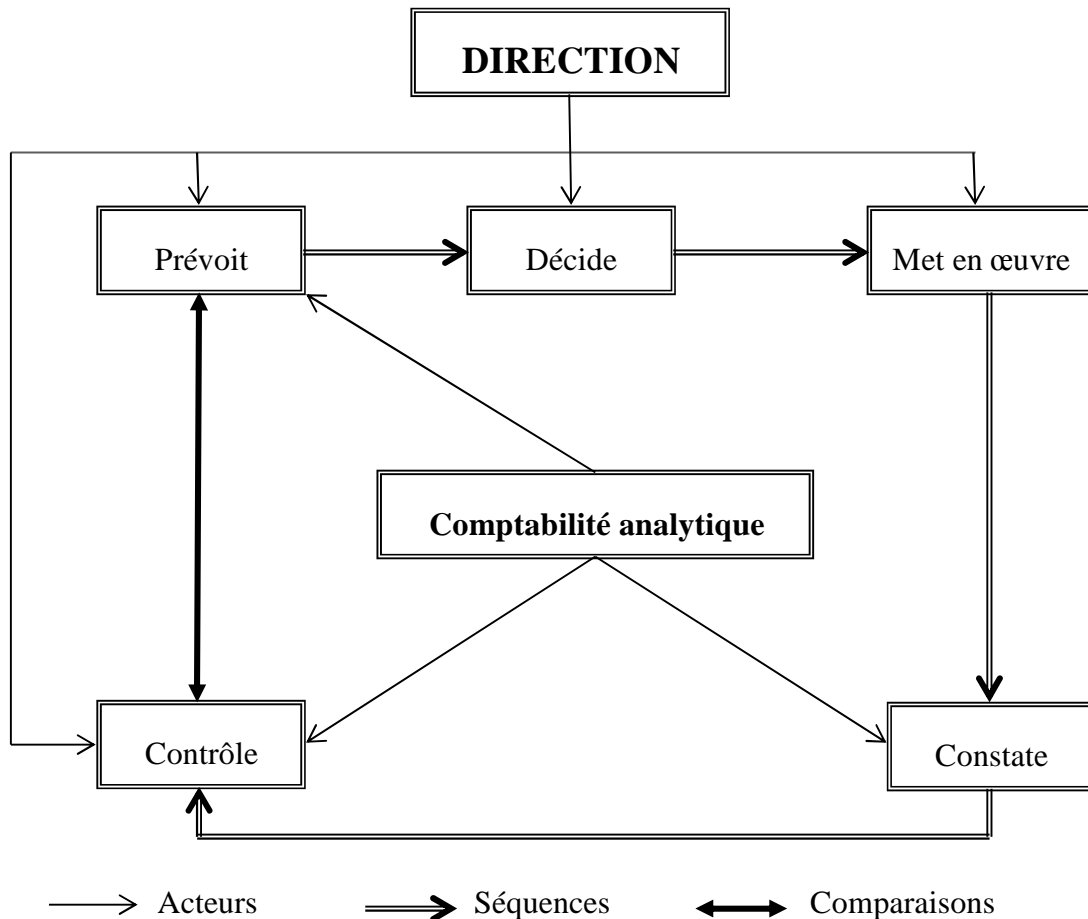 DIRECTION
Prévoit
Décide
Met en œuvre
Comptabilité analytique
Contrôle
Constate
Acteurs
Séquences
Comparaisons